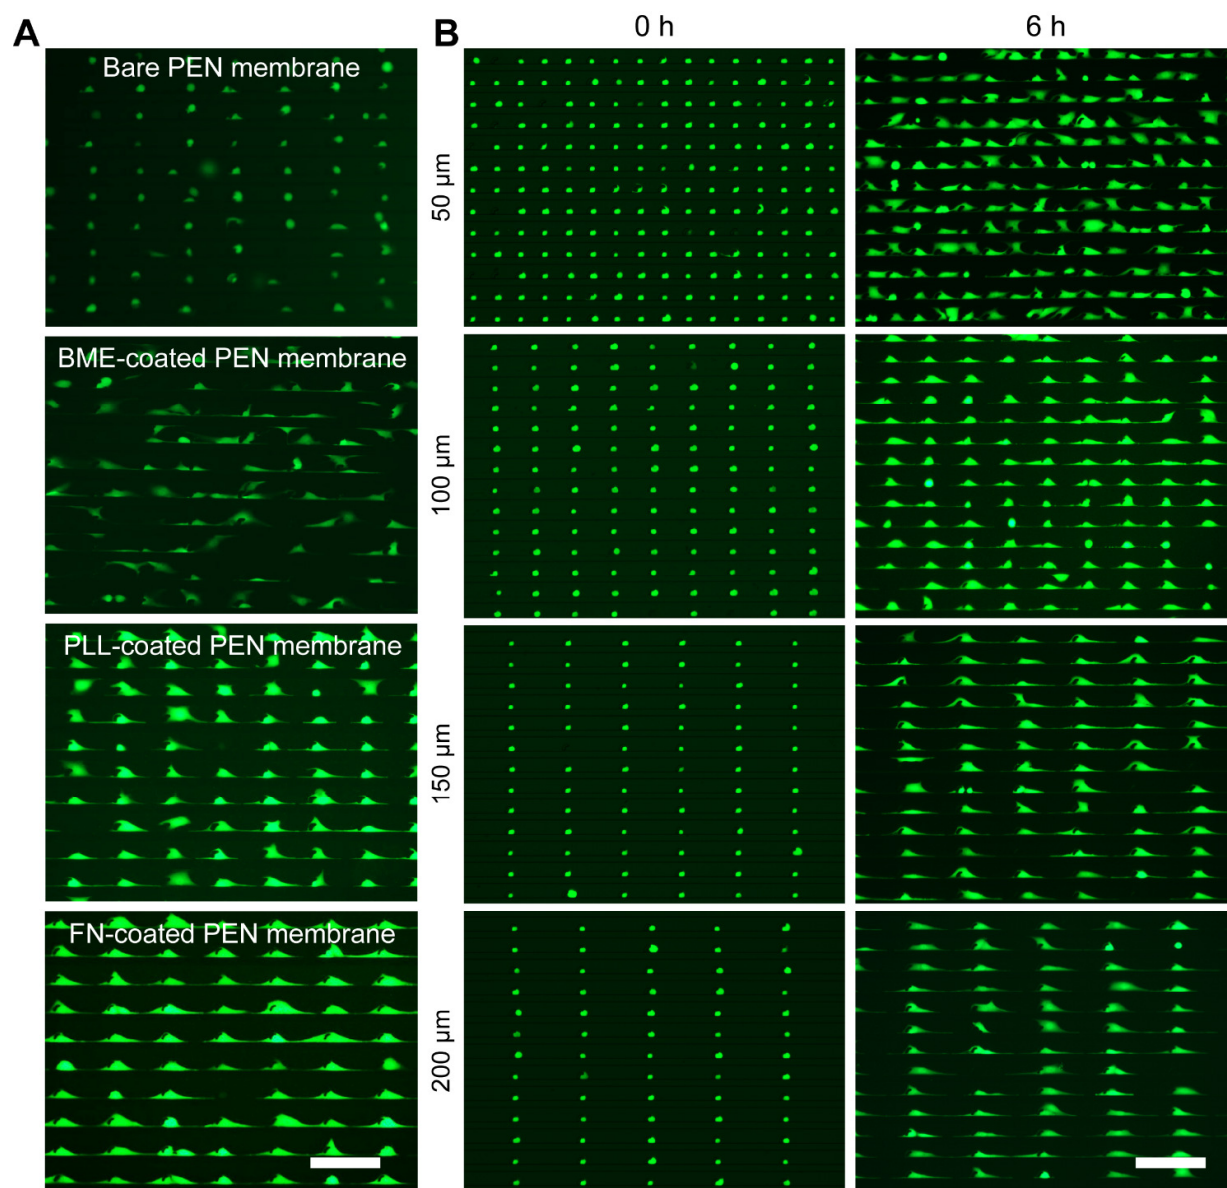 A
B
0 h
6 h
Bare PEN membrane
BME-coated PEN membrane
PLL-coated PEN membrane
FN-coated PEN membrane
50 μm
100 μm
150 μm
200 μm